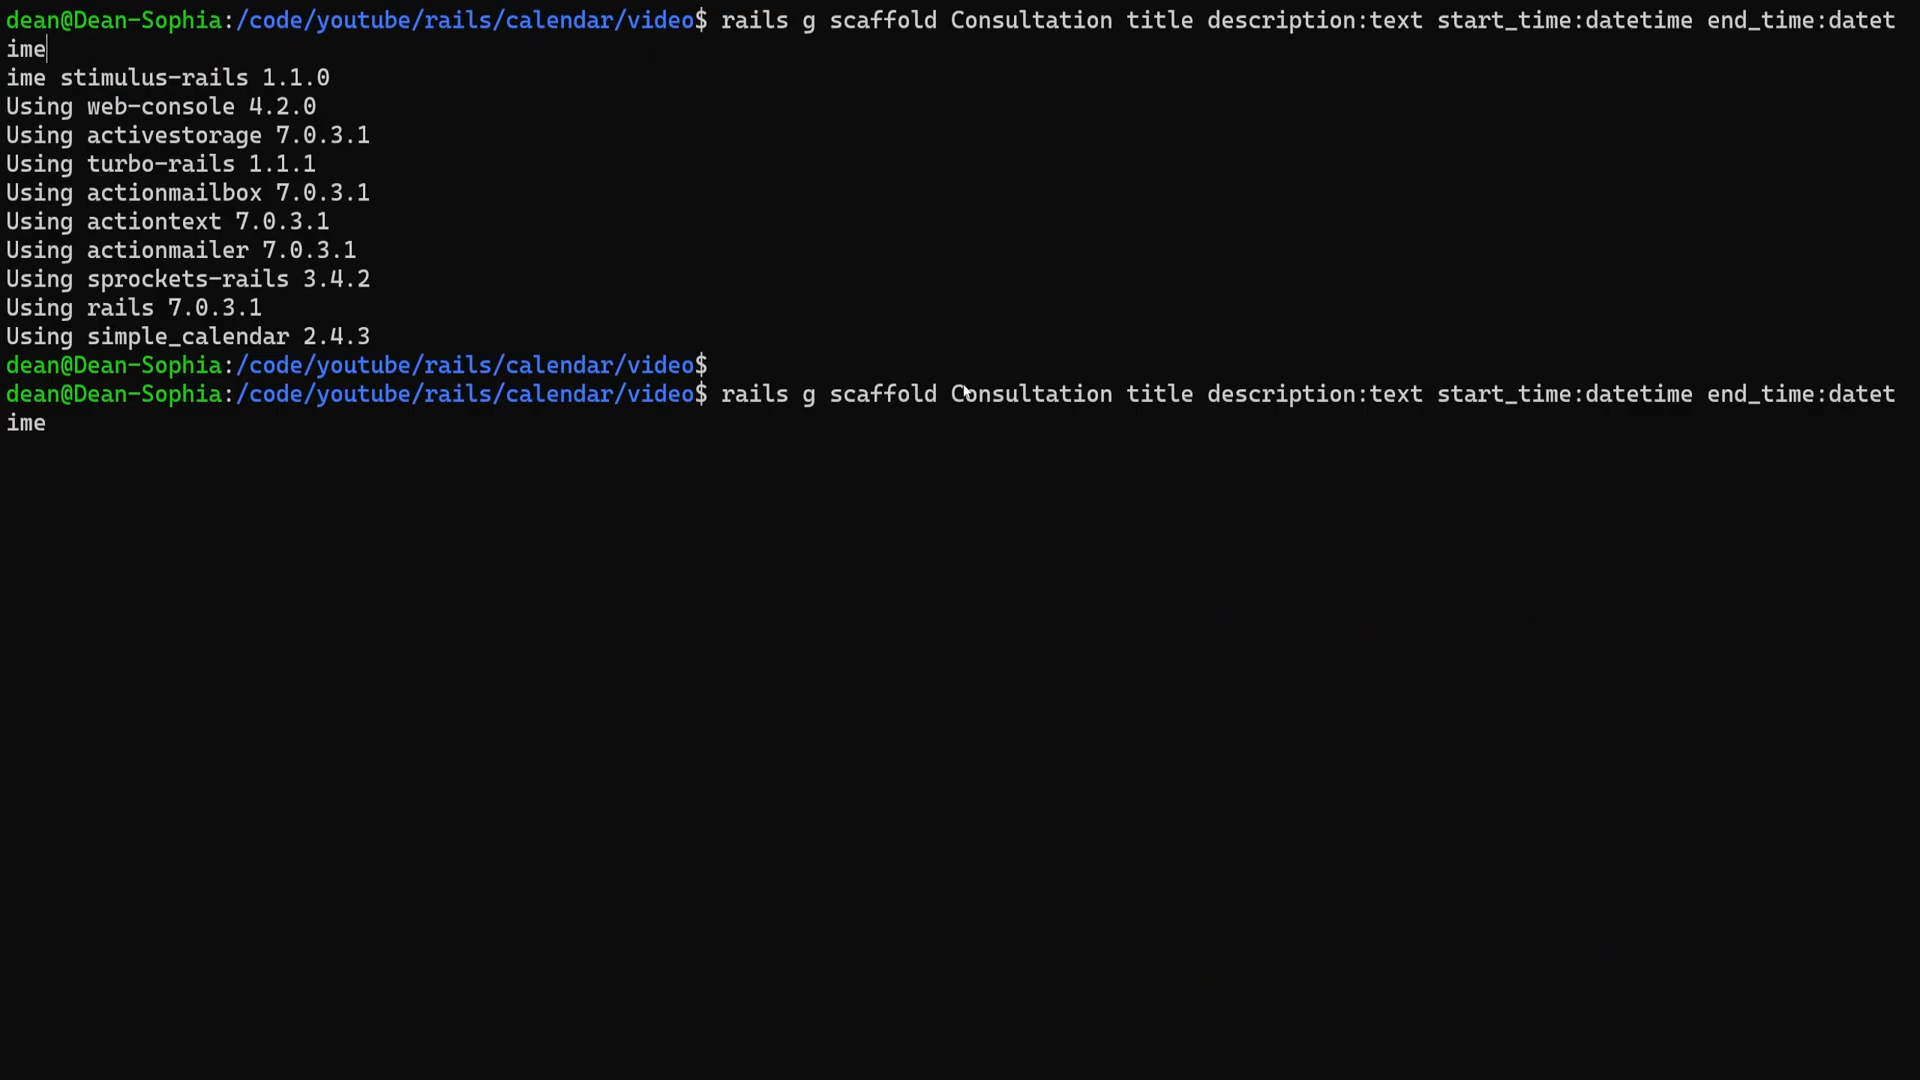 dean@Dean-Sophia:/code/youtube/rails/calendar/video$ rails g scaffold Consultation title description:text start_time:datetime end_time:datet
ime
ime stimulus-rails 1.1.0
Using web-console 4.2.0
Using activestorage 7.0.3.1
Using turbo-rails 1.1.1
Using actionmailbox 7.0.3.1
Using actiontext 7.0.3.1
Using actionmailer 7.0.3.1
Using sprockets-rails 3.4.2
Using rails 7.0.3.1
Using simple_calendar 2.4.3
dean@Dean-Sophia:/code/youtube/rails/calendar/video$
dean@Dean-Sophia:/code/youtube/rails/calendar/video$ rails g scaffold Consultation title description:text start_time:datetime end_time:datet
ime